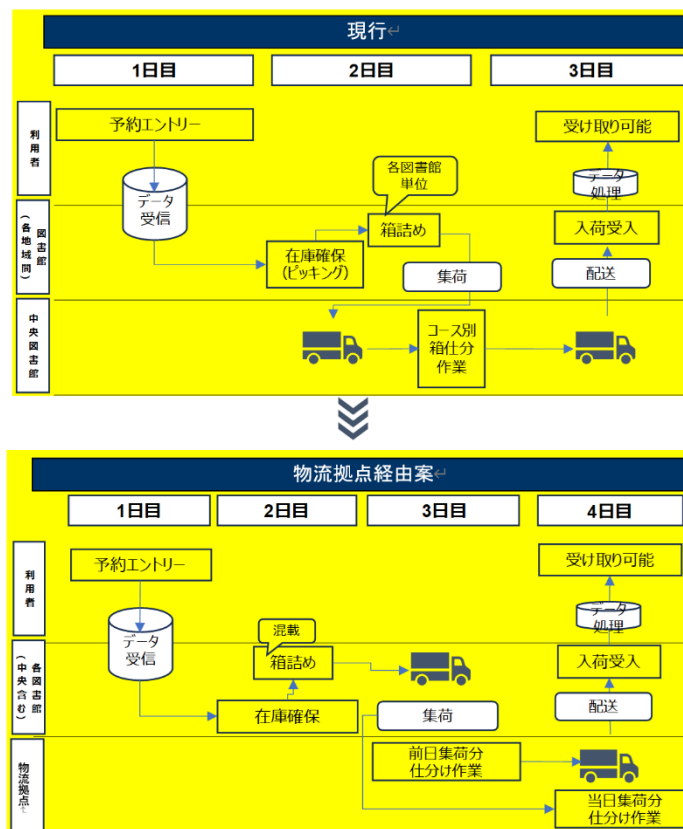 現行↵
1日目
2日目
3日目
利用者
予約エントリー
受け取り可能
各図書館
単位
データ
処理
図書館
(各地域間)
データ
受信
箱詰め
入荷受入
在庫確保
(ピッキング)
集荷
配送
中央図書館
コース別
箱仕分
作業
物流拠点経由案↵
1日目
2日目
3日目
4日目
利用者
予約エントリー
受け取り可能
データ
処理
各図書館
(中央含む)
データ
受信
混載
箱詰め
入荷受入
在庫確保
集荷
配送
物流拠点↵
前日集荷分
仕分け作業
当日集荷分
仕分け作業